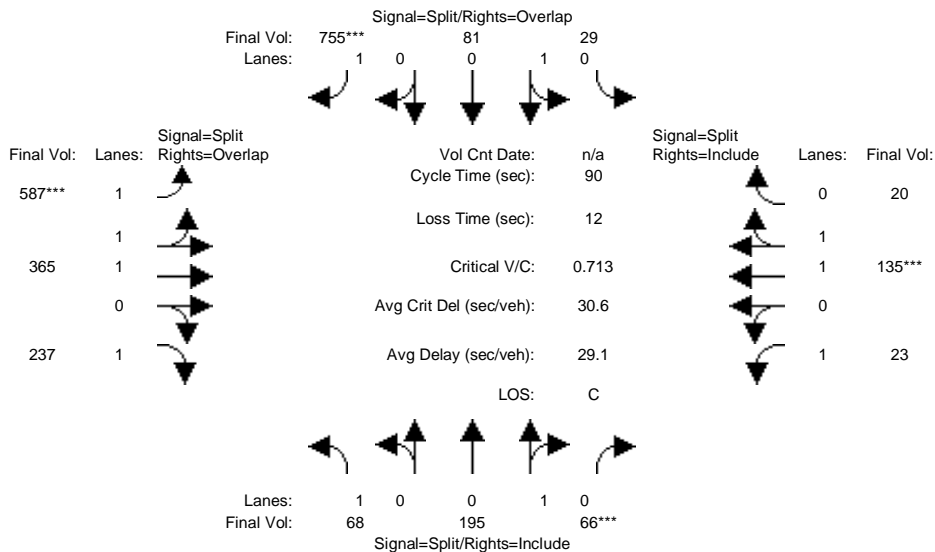 Signal=Split/Rights=Overlap
Final Vol: 755*** 81 29
Lanes: 1 0 0 1 0
Signal=Split
Final Vol: Lanes: Rights=Overlap
Vol Cnt Date: n/a
Signal=Split
Rights=Include Lanes: Final Vol:
Cycle Time (sec): 90
587*** 1
0 20
Loss Time (sec): 12
1
1
365 1
Critical V/C: 0.713
1 135***
0
Avg Crit Del (sec/veh): 30.6
0
237 1
Avg Delay (sec/veh): 29.1
1 23
LOS: C
Lanes: 1 0 0 1 0
Final Vol: 68 195 66***
Signal=Split/Rights=Include